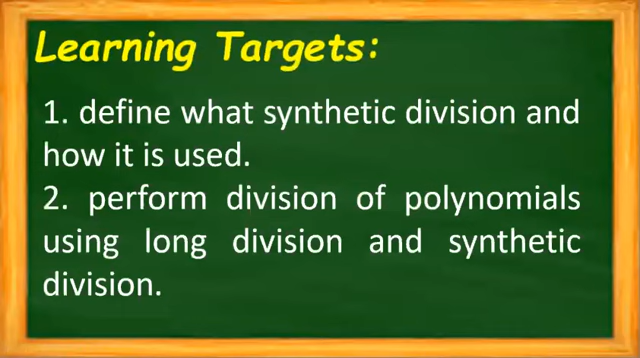 Learning Targets:
1. define what synthetic division and
how it is used.
2. perform division of polynomials
using long division and synthetic
division.